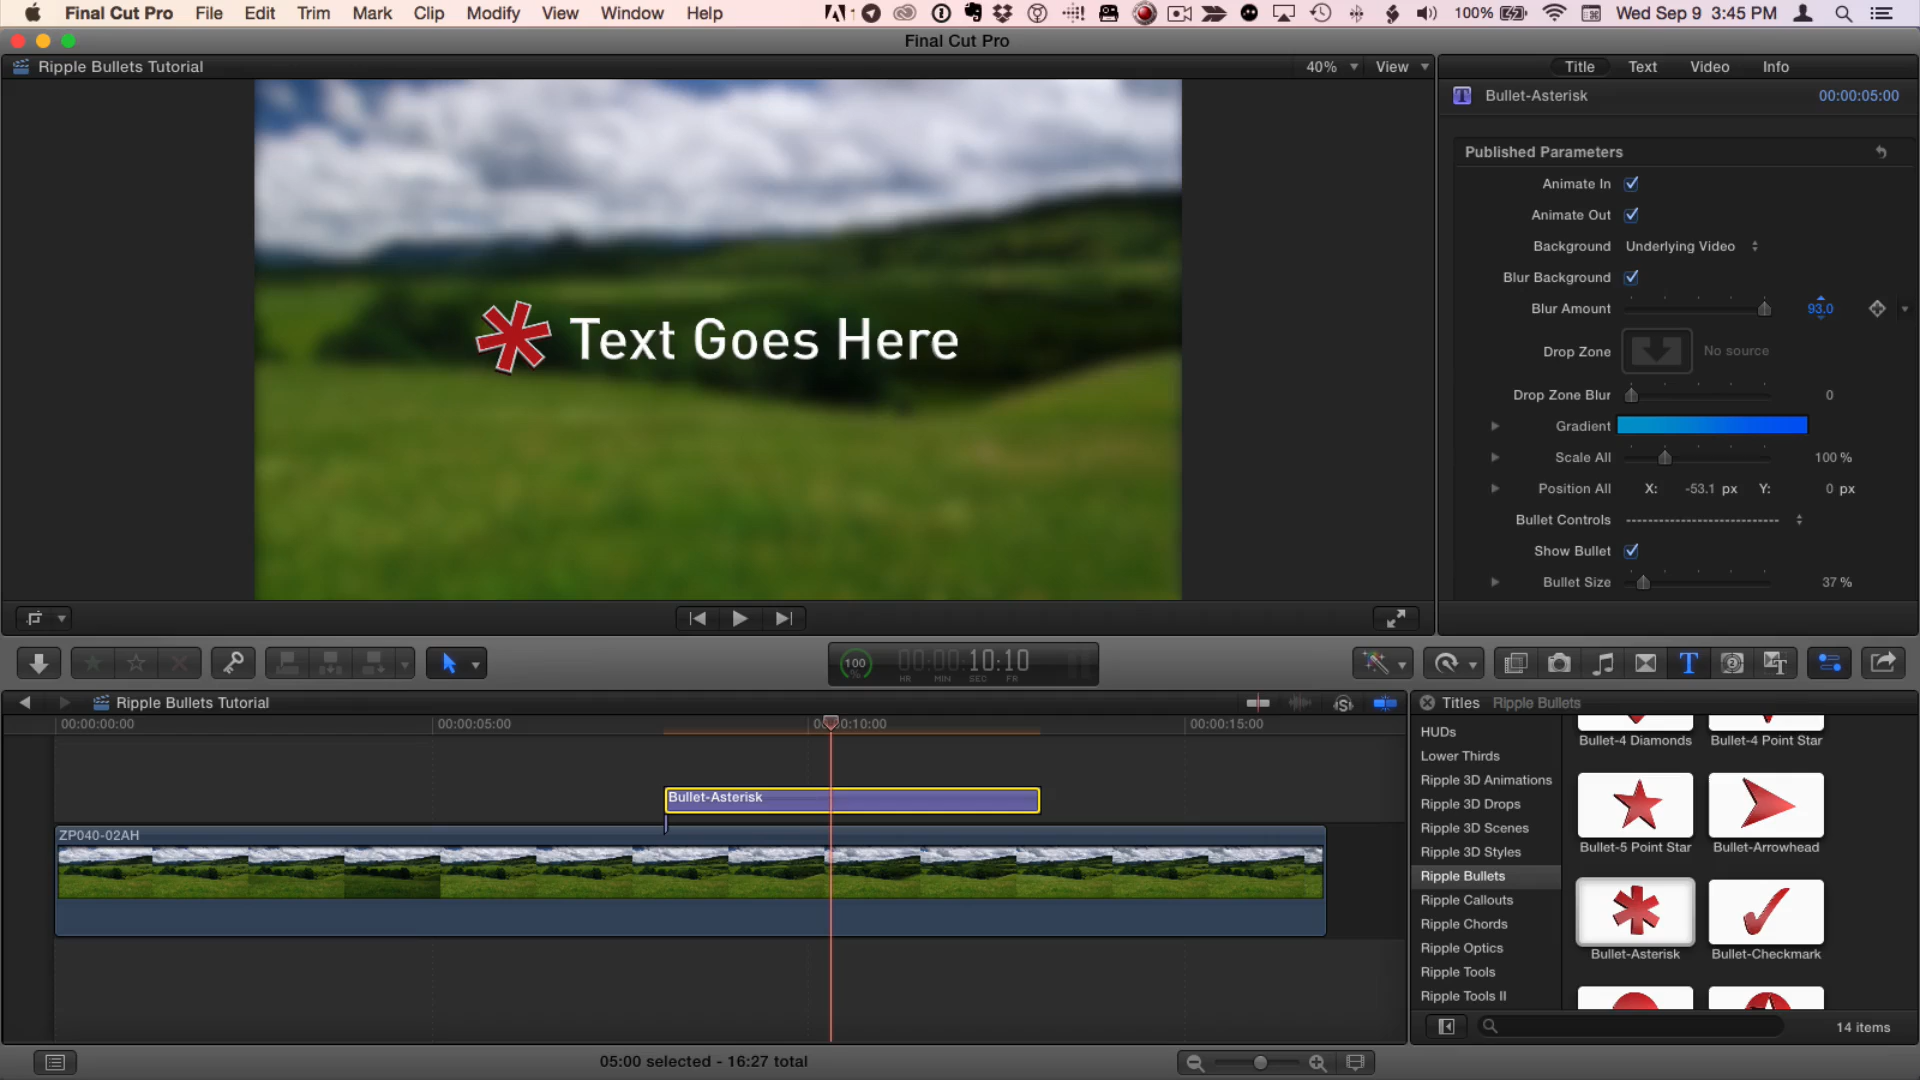 Final Cut Pro File Edit Trim Mark Clip Modify View Window Help 1 100% Wed Sep 9 3:45 PM
Final Cut Pro
Ripple Bullets Tutorial 40% View Title Text Video Info
Bullet-Asterisk 00:00:05:00
Published Parameters
Animate In
Animate Out
Background Underlying Video
Blur Background
Blur Amount 93.0
Drop Zone No source
Drop Zone Blur 0
Gradient
Scale All 100 %
Position All X: -53.1 px Y: 0 px
Bullet Controls ----------------------------
Show Bullet
Bullet Size 37 %
Text Goes Here
100 % 00:00:10:10
HR MIN SEC FR
Ripple Bullets Tutorial
00:00:00:00 00:00:05:00 00:00:10:00 00:00:15:00
Bullet-Asterisk
ZP040-02AH
Titles Ripple Bullets
HUDs
Lower Thirds
Ripple 3D Animations
Ripple 3D Drops
Ripple 3D Scenes
Ripple 3D Styles
Ripple Bullets
Ripple Callouts
Ripple Chords
Ripple Optics
Ripple Tools
Ripple Tools II
Bullet-4 Diamonds Bullet-4 Point Star
Bullet-5 Point Star Bullet-Arrowhead
Bullet-Asterisk Bullet-Checkmark
14 items
05:00 selected - 16:27 total